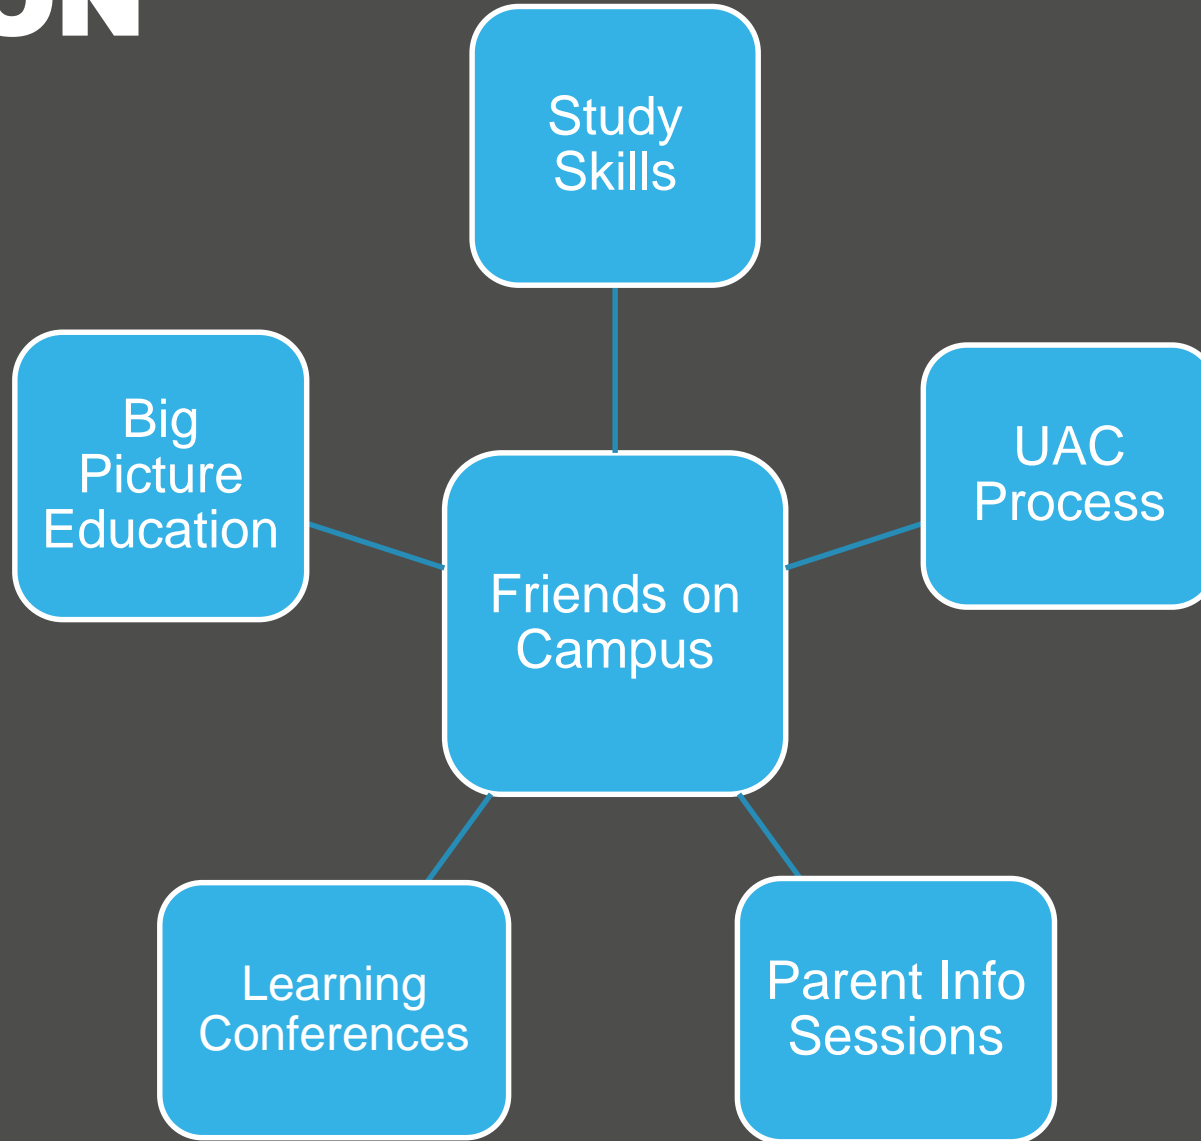 Study
Skills
Big
Picture
Education
UAC
Process
Friends on
Campus
Learning
Conferences
Parent Info
Sessions